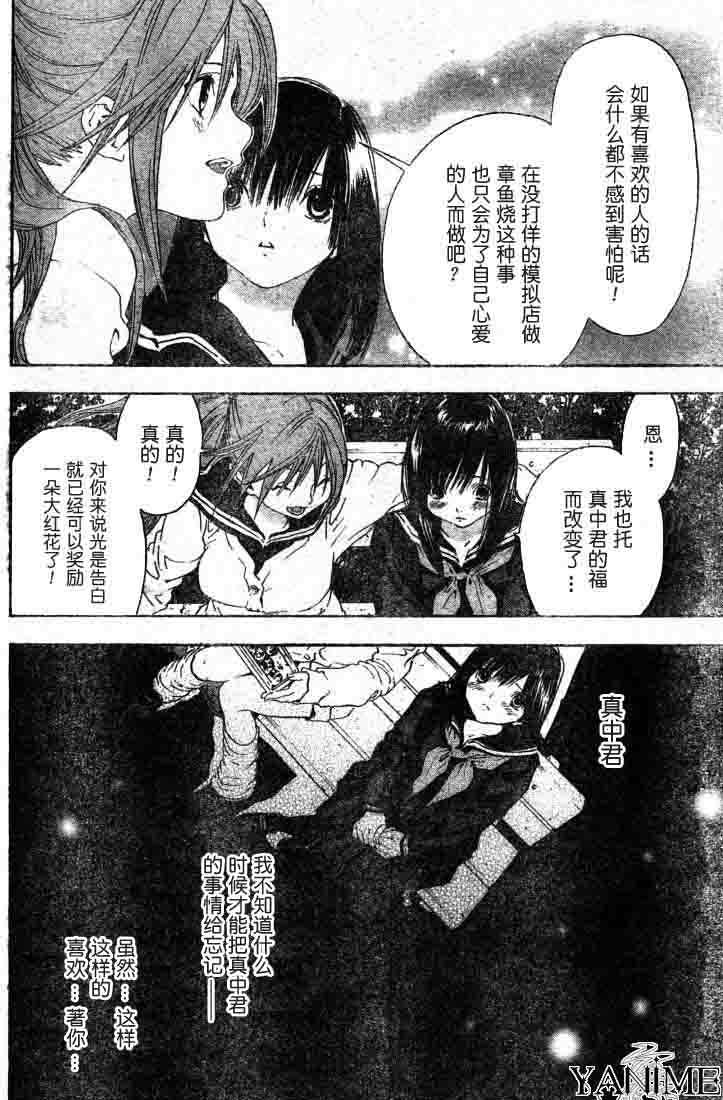 如果有喜欢的人的话
会什么都不感到害怕呢！
在没打佯的模拟店做
章鱼烧这种事
也只会为了自己心爱
的人而做吧？
恩…
我也托
真中君的福
而改变了…
真的！
真的！
对你来说光是告白
就已经可以奖励
一朵大红花了！
真中君
我不知道什么
时候才能把真中君
的事情给忘记
——
虽然…这样
这样的
喜欢…著你…
YANIME